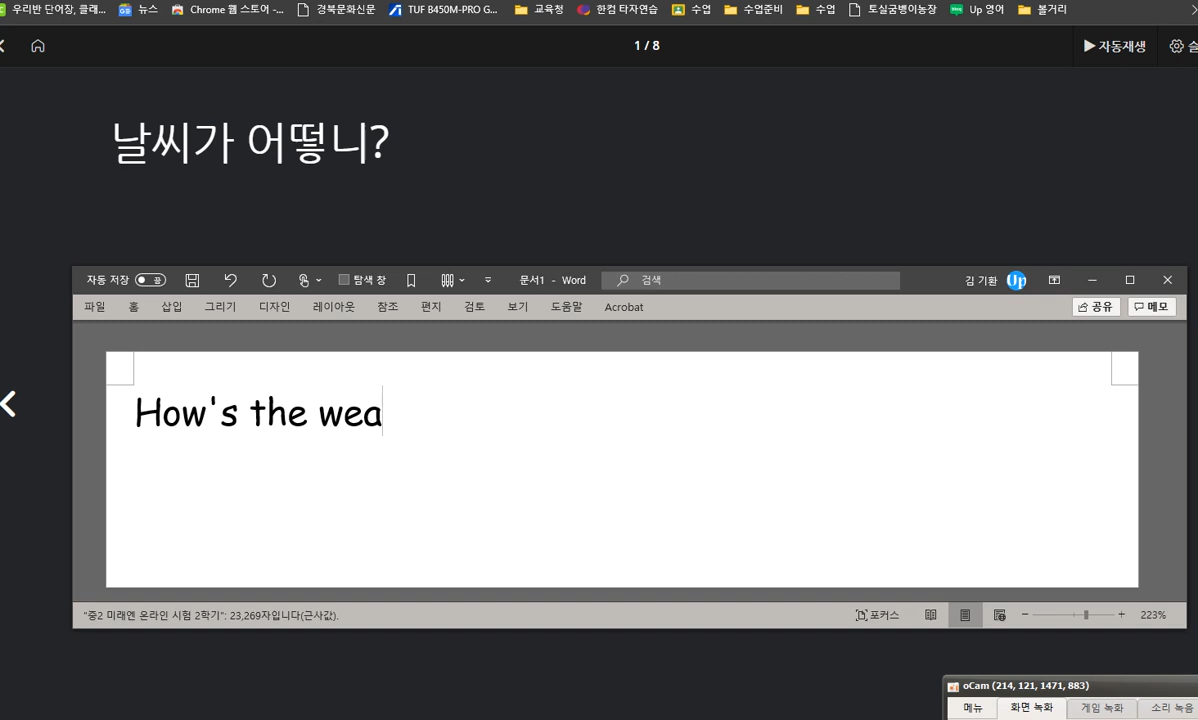 우리반 단어장, 클래... 뉴스 Chrome 웹 스토어 -... 경북문화신문 TUF B450M-PRO G... 교육청 한컴 타자연습 수업 수업준비 수업 토실굼벵이농장 Up 영어 볼거리
1 / 8 자동재생 슬
날씨가 어떻니?
자동 저장 끔 탐색 창 문서1 - Word 검색 김 기환 Up
파일 홈 삽입 그리기 디자인 레이아웃 참조 편지 검토 보기 도움말 Acrobat 공유 메모
How's the wea
"중2 미래엔 온라인 시험 2학기": 23,269자입니다(근사값). 포커스 223%
oCam (214, 121, 1471, 883)
메뉴 화면 녹화 게임 녹화 소리 녹음